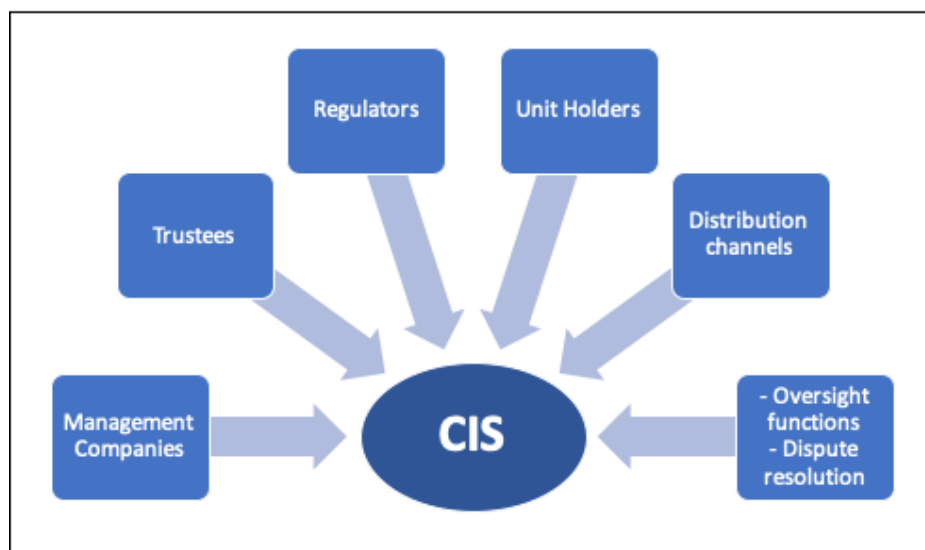 Regulators
Unit Holders
Trustees
Distribution
channels
Management
Companies
CIS
- Oversight
functions
- Dispute
resolution